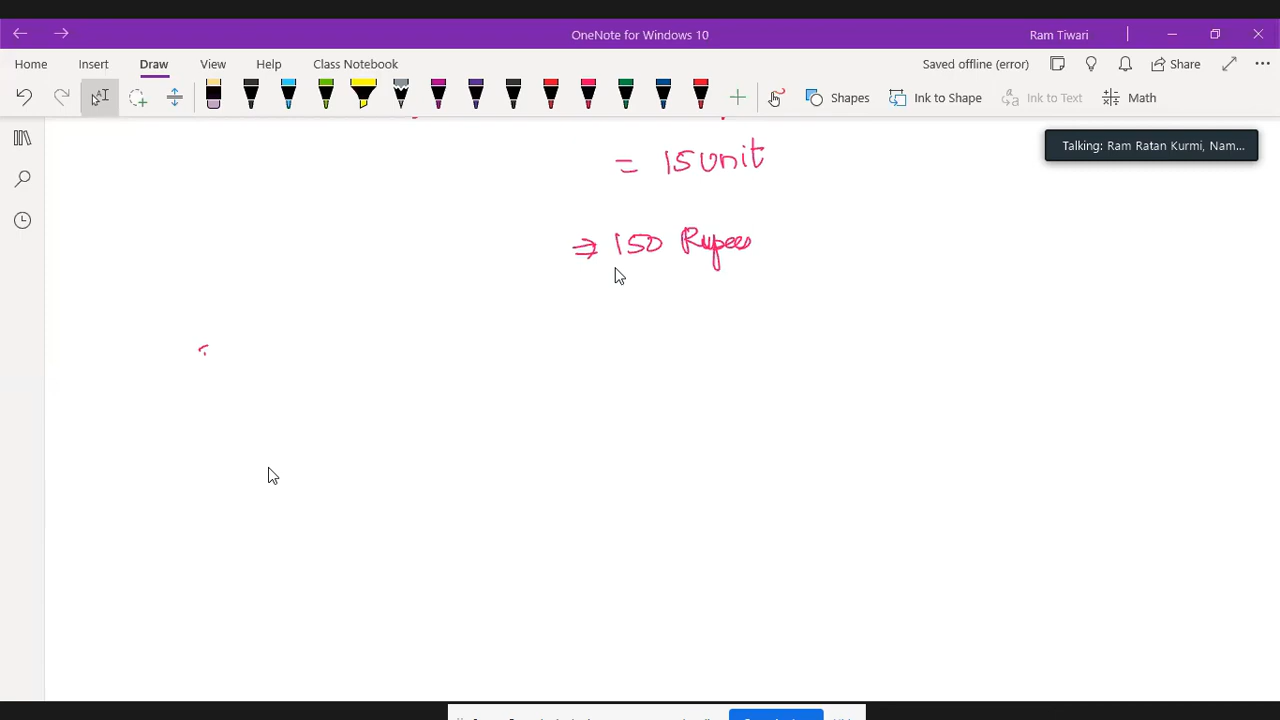 OneNote for Windows 10
Ram Tiwari
Home Insert Draw View Help Class Notebook
Saved offline (error)
Share
Shapes
Ink to Shape
Ink to Text
Math
Talking: Ram Ratan Kurmi, Nam...
= 15 unit
⇒ 150 Rupees